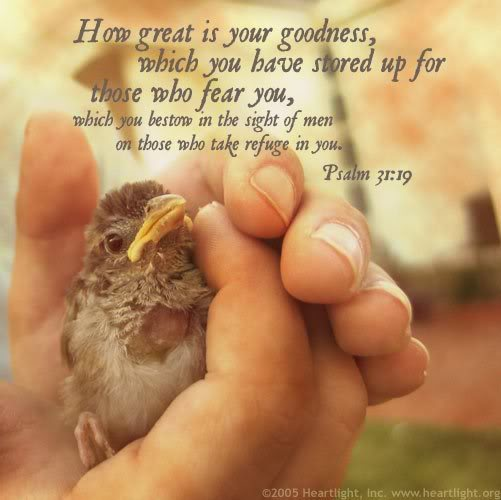 How great is your goodness,
which you have stored up for
those who fear you,
which you bestow in the sight of men
on those who take refuge in you.
Psalm 31:19
©2005 Heartlight, Inc. www.heartlight.org